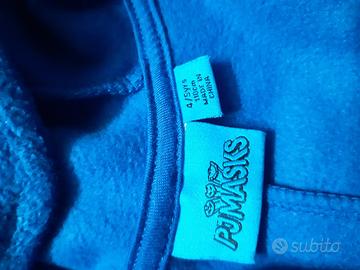 4/5yrs
110cm
MADE IN
CHINA
PJMASKS
subito